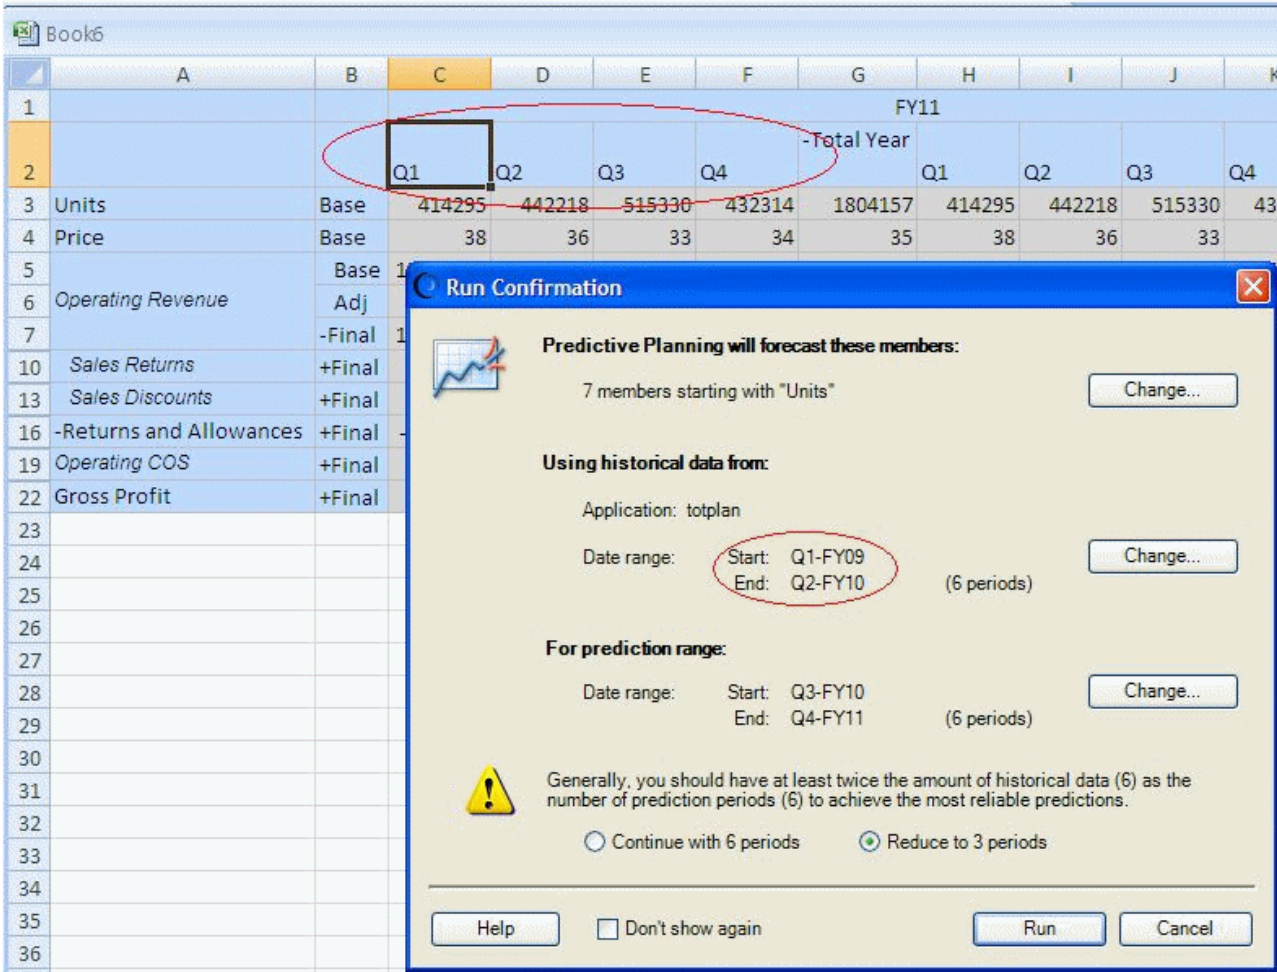 Book6
A B C D E F G H I J K
1 FY11
-Total Year
2 Q1 Q2 Q3 Q4 Q1 Q2 Q3 Q4
3 Units Base 414295 442218 515330 432314 1804157 414295 442218 515330 43
4 Price Base 38 36 33 34 35 38 36 33
5 Base 1
6 Operating Revenue Adj
7 -Final 1
10 Sales Returns +Final
13 Sales Discounts +Final
16 -Returns and Allowances +Final -
19 Operating COS +Final
22 Gross Profit +Final
23
24
25
26
27
28
29
30
31
32
33
34
35
36
Run Confirmation
Predictive Planning will forecast these members:
7 members starting with "Units" Change...
Using historical data from:
Application: totplan
Date range: Start: Q1-FY09 Change...
End: Q2-FY10 (6 periods)
For prediction range:
Date range: Start: Q3-FY10 Change...
End: Q4-FY11 (6 periods)
Generally, you should have at least twice the amount of historical data (6) as the
number of prediction periods (6) to achieve the most reliable predictions.
Continue with 6 periods Reduce to 3 periods
Help Don't show again Run Cancel